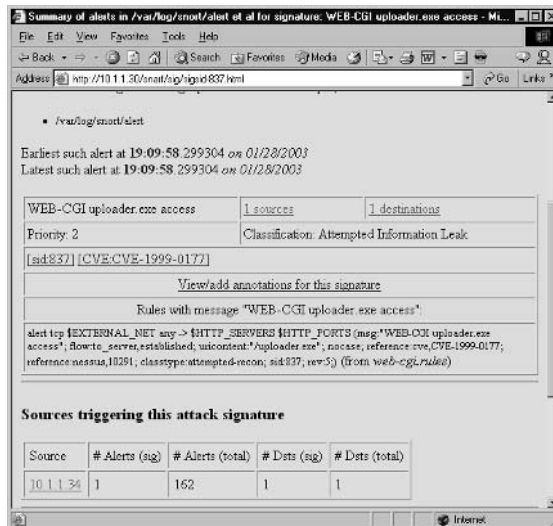 Summary of alerts in /var/log/snort/alert et al for signature: WEB-CGI uploader.exe access - Mi...
File Edit View Favorites Tools Help
Back Search Favorites Media
Address http://10.1.1.30/snort/sig/sigsid-837.html Go Links
• /var/log/snort/alert
Earliest such alert at 19:09:58.299304 on 01/28/2003
Latest such alert at 19:09:58.299304 on 01/28/2003
WEB-CGI uploader.exe access 1 sources 1 destinations
Priority: 2 Classification: Attempted Information Leak
[sid:837] [CVE:CVE-1999-0177]
View/add annotations for this signature
Rules with message "WEB-CGI uploader.exe access":
alert tcp $EXTERNAL_NET any -> $HTTP_SERVERS $HTTP_PORTS (msg:"WEB-CGI uploader.exe
access"; flow:to_server,established; uricontent:"/uploader.exe"; nocase; reference:cve,CVE-1999-0177;
reference:nessus,10291; classtype:attempted-recon; sid:837; rev:5;) (from web-cgi.rules)
Sources triggering this attack signature
Source # Alerts (sig) # Alerts (total) # Dsts (sig) # Dsts (total)
10.1.1.34 1 162 1 1
Internet